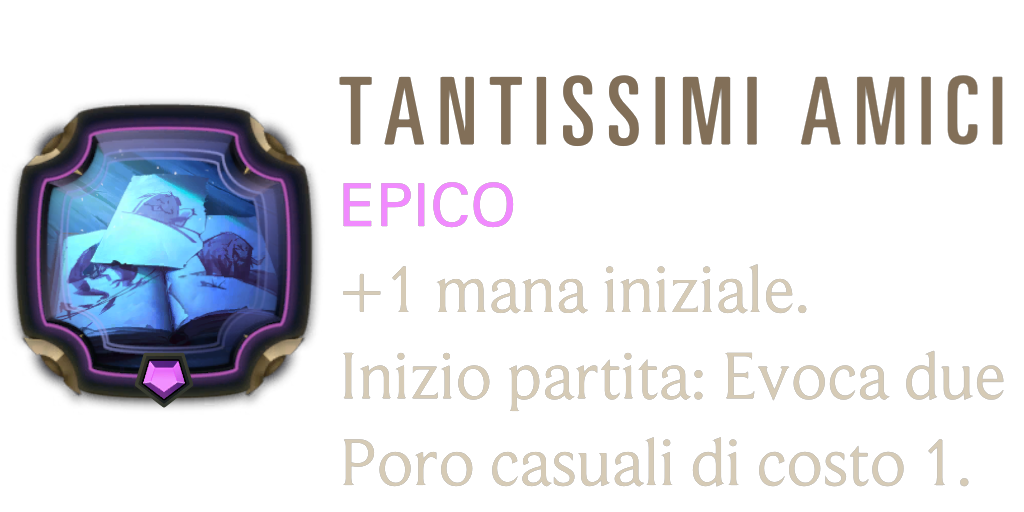 TANTISSIMI AMICI
EPICO
+1 mana iniziale.
Inizio partita: Evoca due
Poro casuali di costo 1.